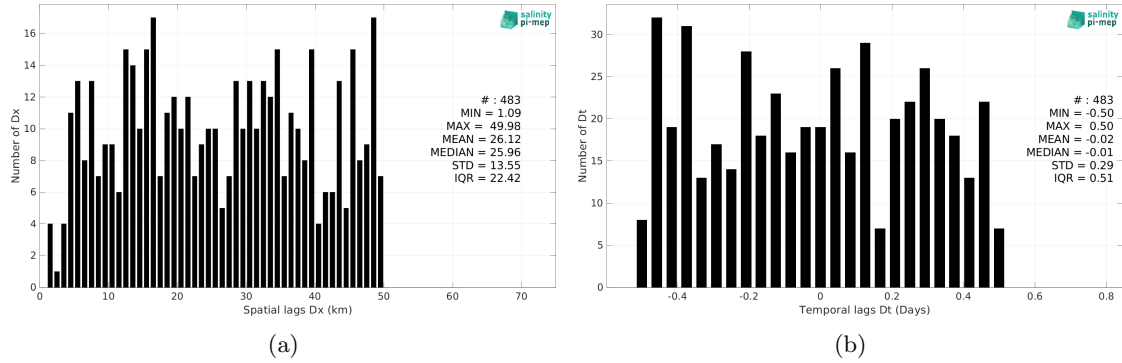 salinity
pi-mep
16
14
12
10
8
6
4
2
0
Number of Dx
# : 483
MIN = 1.09
MAX = 49.98
MEAN = 26.12
MEDIAN = 25.96
STD = 13.55
IQR = 22.42
0 10 20 30 40 50 60 70
Spatial lags Dx (km)
(a)
salinity
pi-mep
30
25
20
15
10
5
0
Number of Dt
# : 483
MIN = -0.50
MAX = 0.50
MEAN = -0.02
MEDIAN = -0.01
STD = 0.29
IQR = 0.51
-0.4 -0.2 0 0.2 0.4 0.6 0.8
Temporal lags Dt (Days)
(b)